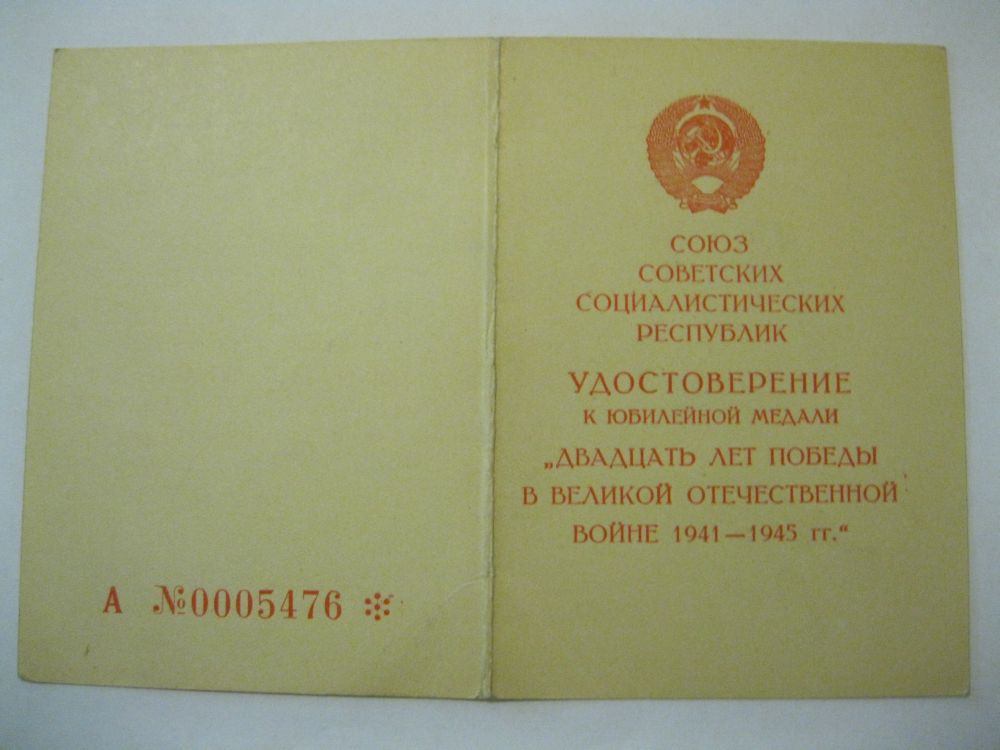 А №0005476
СОЮЗ
СОВЕТСКИХ
СОЦИАЛИСТИЧЕСКИХ
РЕСПУБЛИК
УДОСТОВЕРЕНИЕ
К ЮБИЛЕЙНОЙ МЕДАЛИ
„ДВАДЦАТЬ ЛЕТ ПОБЕДЫ
В ВЕЛИКОЙ ОТЕЧЕСТВЕННОЙ
ВОЙНЕ 1941—1945 гг.“